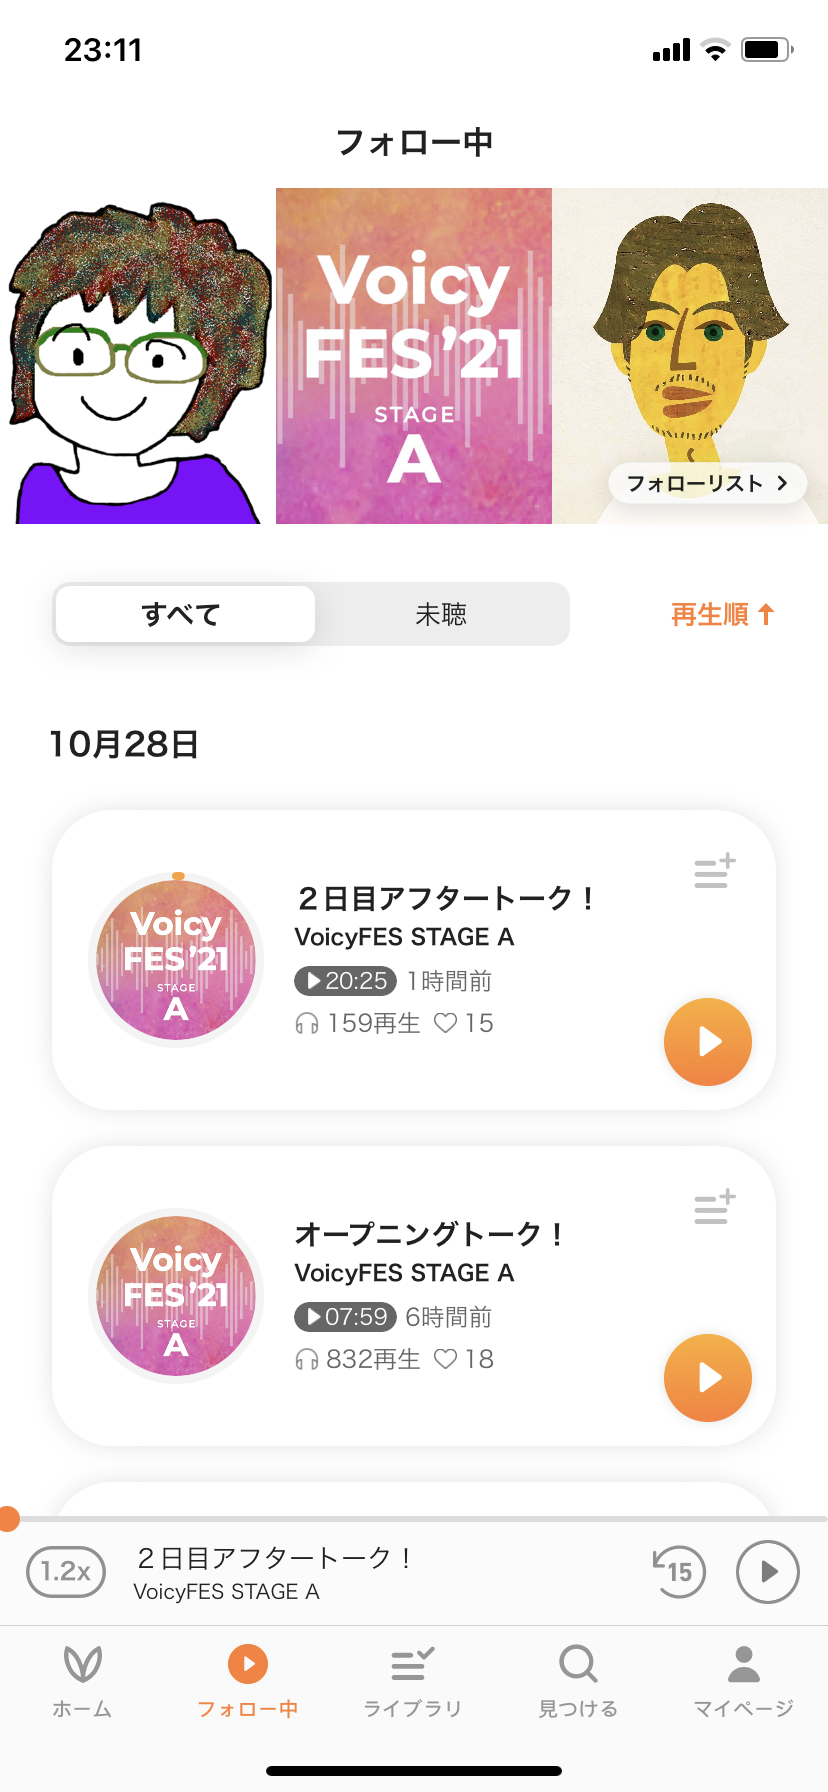 23:11
フォロー中
Voicy
FES '21
STAGE
A
フォローリスト
すべて
未聴
再生順↑
10月28日
２日目アフタートーク！
VoicyFES STAGE A
20:25 1時間前
159再生 15
Voicy
FES '21
STAGE
A
オープニングトーク！
VoicyFES STAGE A
07:59 6時間前
832再生 18
Voicy
FES '21
STAGE
A
1.2x
２日目アフタートーク！
VoicyFES STAGE A
15
ホーム
フォロー中
ライブラリ
見つける
マイページ